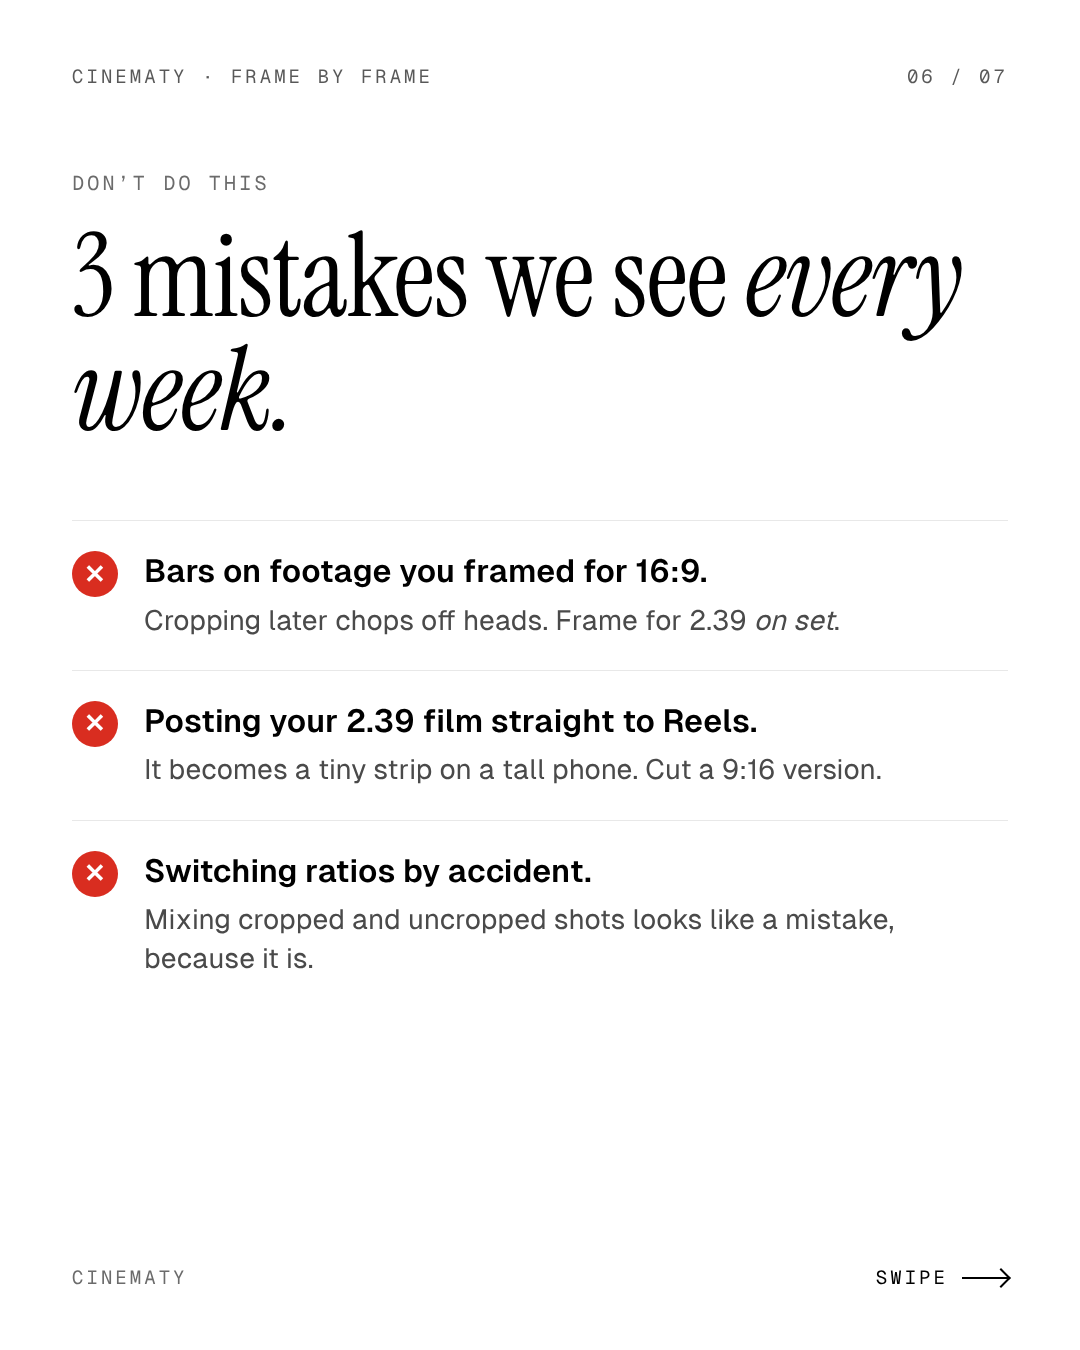 CINEMATY · FRAME BY FRAME
06 / 07
DON’T DO THIS
3 mistakes we see every
week.
Bars on footage you framed for 16:9.
Cropping later chops off heads. Frame for 2.39 on set.
Posting your 2.39 film straight to Reels.
It becomes a tiny strip on a tall phone. Cut a 9:16 version.
Switching ratios by accident.
Mixing cropped and uncropped shots looks like a mistake,
because it is.
CINEMATY
SWIPE